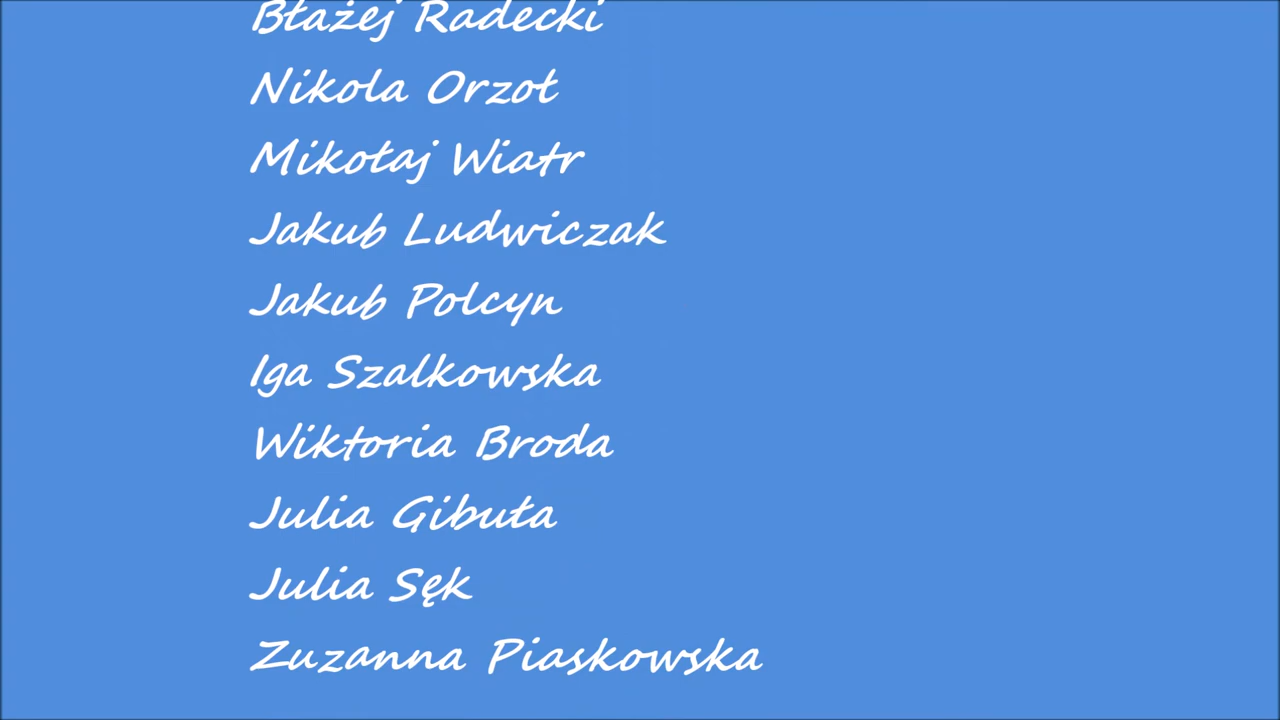 Błażej Radecki
Nikola Orzoł
Mikołaj Wiatr
Jakub Ludwiczak
Jakub Polcyn
Iga Szalkowska
Wiktoria Broda
Julia Gibuła
Julia Sęk
Zuzanna Piaskowska